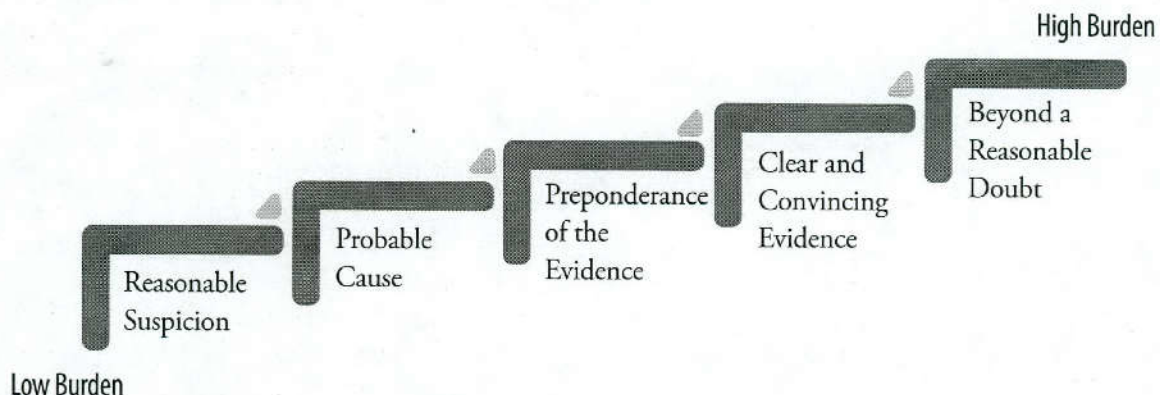 High Burden
Beyond a
Reasonable
Doubt
Clear and
Convincing
Evidence
Preponderance
of the
Evidence
Probable
Cause
Reasonable
Suspicion
Low Burden